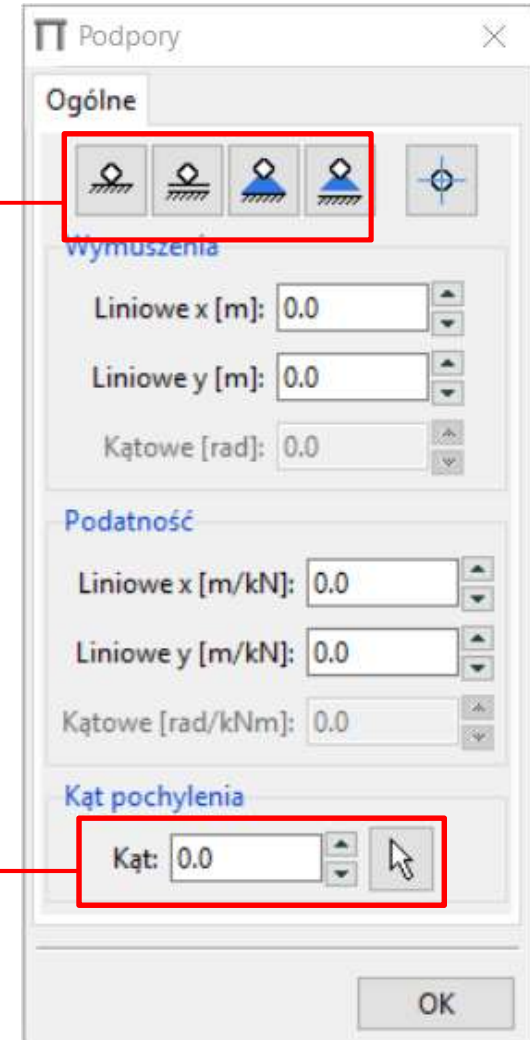 Podpory
Ogólne
Wymuszenia
Liniowe x [m]: 0.0
Liniowe y [m]: 0.0
Kątowe [rad]: 0.0
Podatność
Liniowe x [m/kN]: 0.0
Liniowe y [m/kN]: 0.0
Kątowe [rad/kNm]: 0.0
Kąt pochylenia
Kąt: 0.0
OK